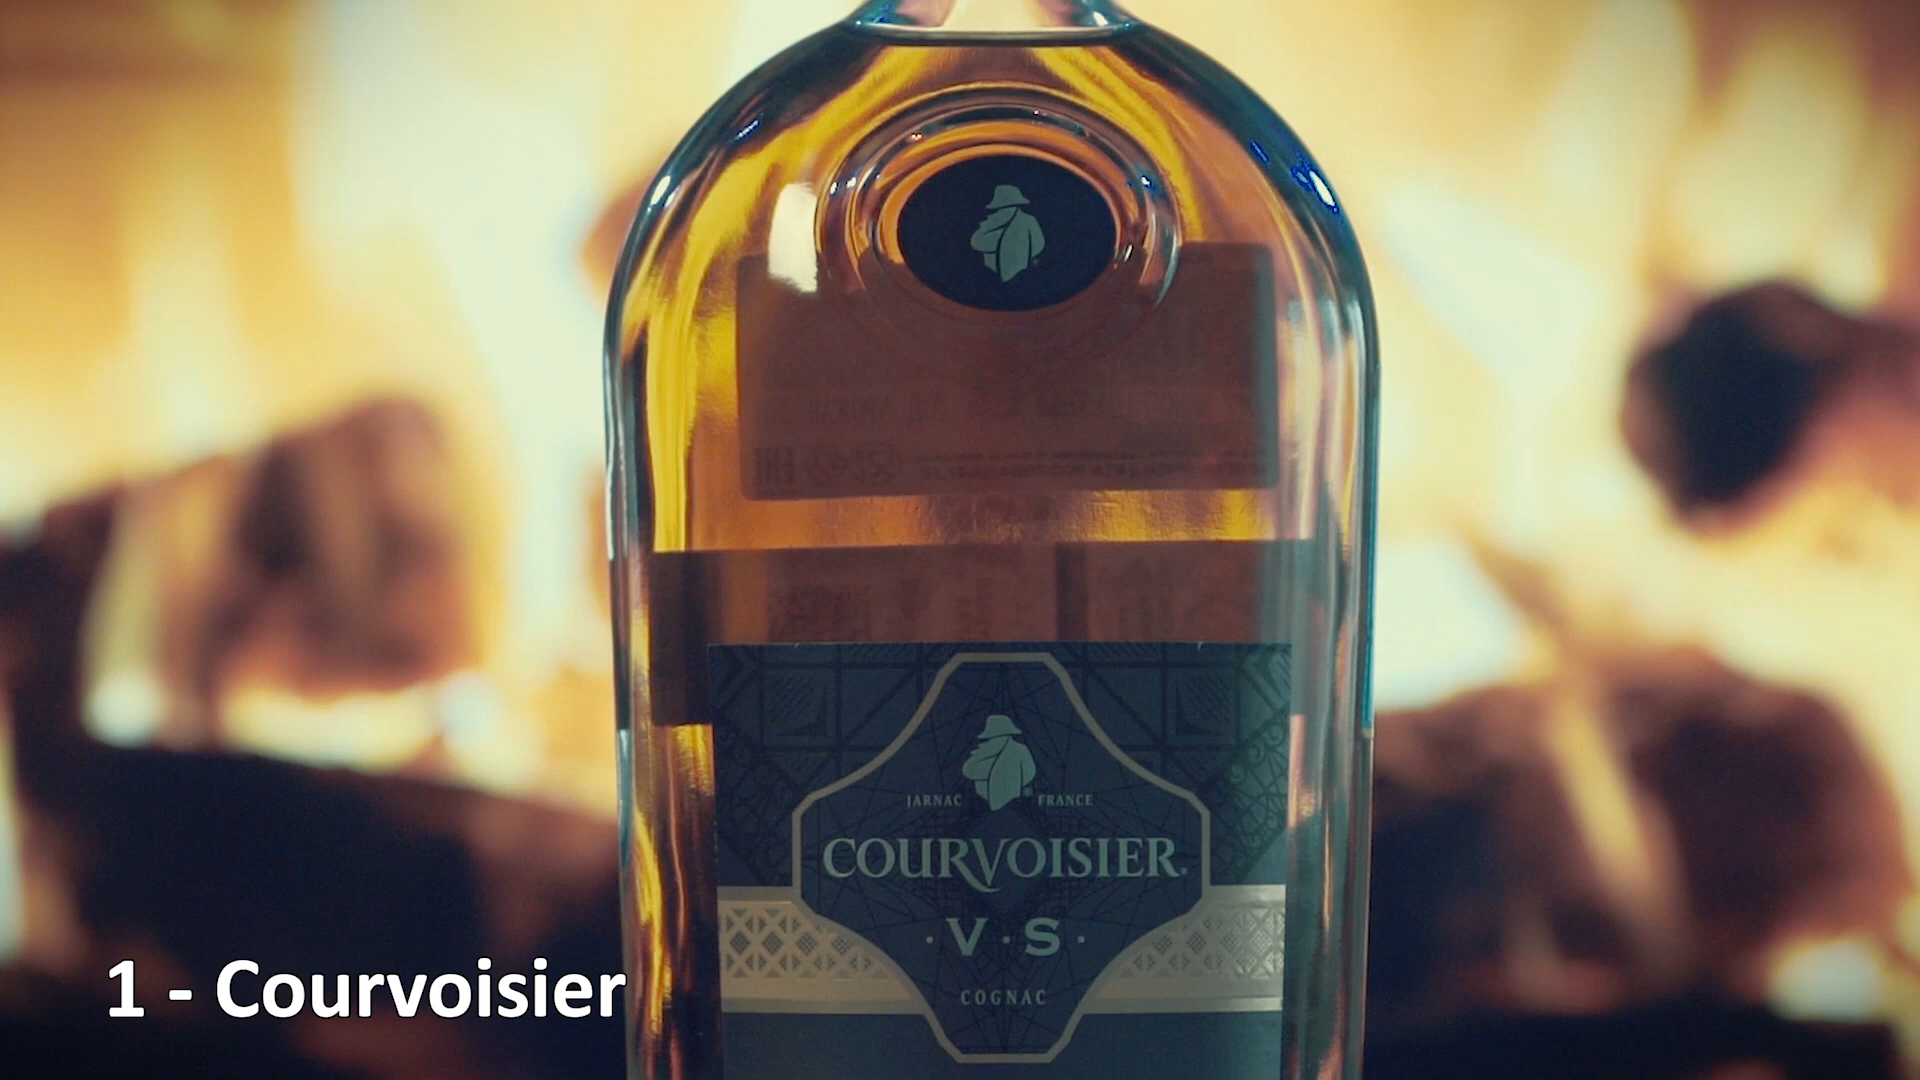 JARNAC FRANCE
COURVOISIER
· V · S ·
COGNAC
1 - Courvoisier